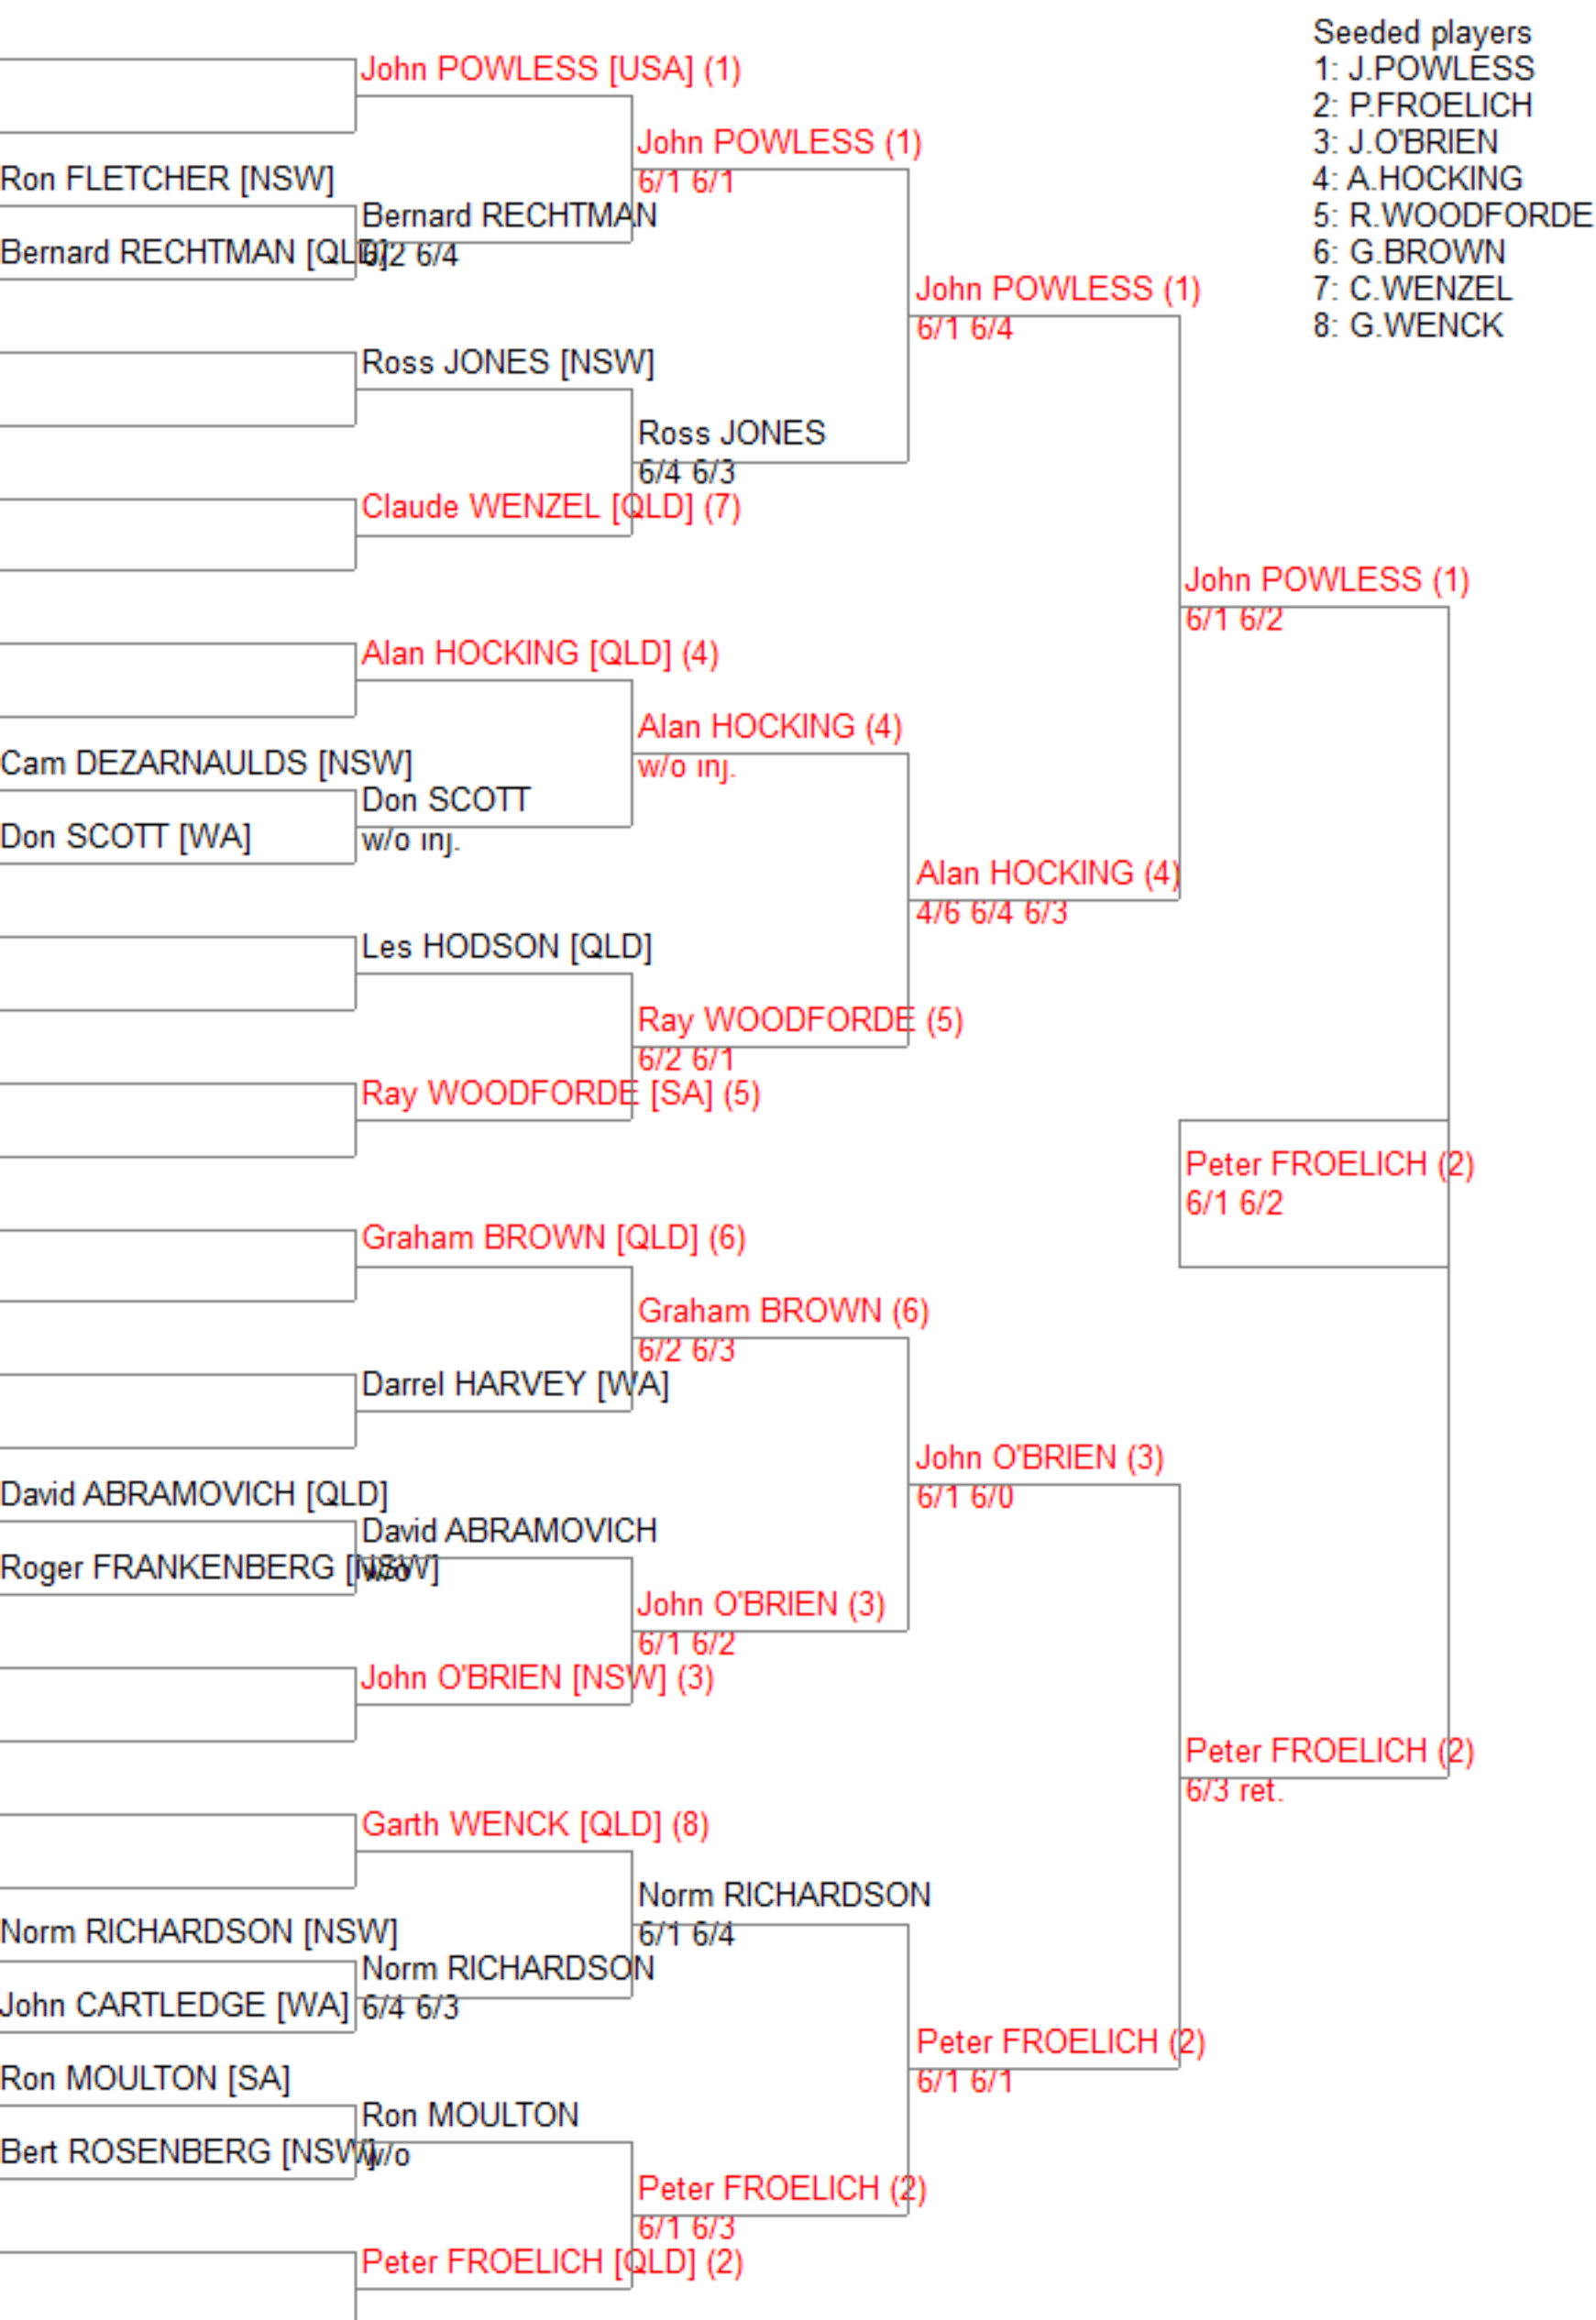 Seeded players
1: J.POWLESS
2: P.FROELICH
3: J.O'BRIEN
4: A.HOCKING
5: R.WOODFORDE
6: G.BROWN
7: C.WENZEL
8: G.WENCK
John POWLESS [USA] (1)
John POWLESS (1)
6/1 6/1
Ron FLETCHER [NSW]
Bernard RECHTMAN
Bernard RECHTMAN [QLD]
6/2 6/4
John POWLESS (1)
6/1 6/4
Ross JONES [NSW]
Ross JONES
6/4 6/3
Claude WENZEL [QLD] (7)
John POWLESS (1)
6/1 6/2
Alan HOCKING [QLD] (4)
Alan HOCKING (4)
w/o inj.
Cam DEZARNAULDS [NSW]
Don SCOTT
Don SCOTT [WA]
w/o inj.
Alan HOCKING (4)
4/6 6/4 6/3
Les HODSON [QLD]
Ray WOODFORDE (5)
6/2 6/1
Ray WOODFORDE [SA] (5)
Peter FROELICH (2)
6/1 6/2
Graham BROWN [QLD] (6)
Graham BROWN (6)
6/2 6/3
Darrel HARVEY [WA]
John O'BRIEN (3)
6/1 6/0
David ABRAMOVICH [QLD]
David ABRAMOVICH
Roger FRANKENBERG [NSW]
w/o
John O'BRIEN (3)
6/1 6/2
John O'BRIEN [NSW] (3)
Peter FROELICH (2)
6/3 ret.
Garth WENCK [QLD] (8)
Norm RICHARDSON
6/1 6/4
Norm RICHARDSON [NSW]
Norm RICHARDSON
John CARTLEDGE [WA]
6/4 6/3
Peter FROELICH (2)
6/1 6/1
Ron MOULTON [SA]
Ron MOULTON
Bert ROSENBERG [NSW]
w/o
Peter FROELICH (2)
6/1 6/3
Peter FROELICH [QLD] (2)